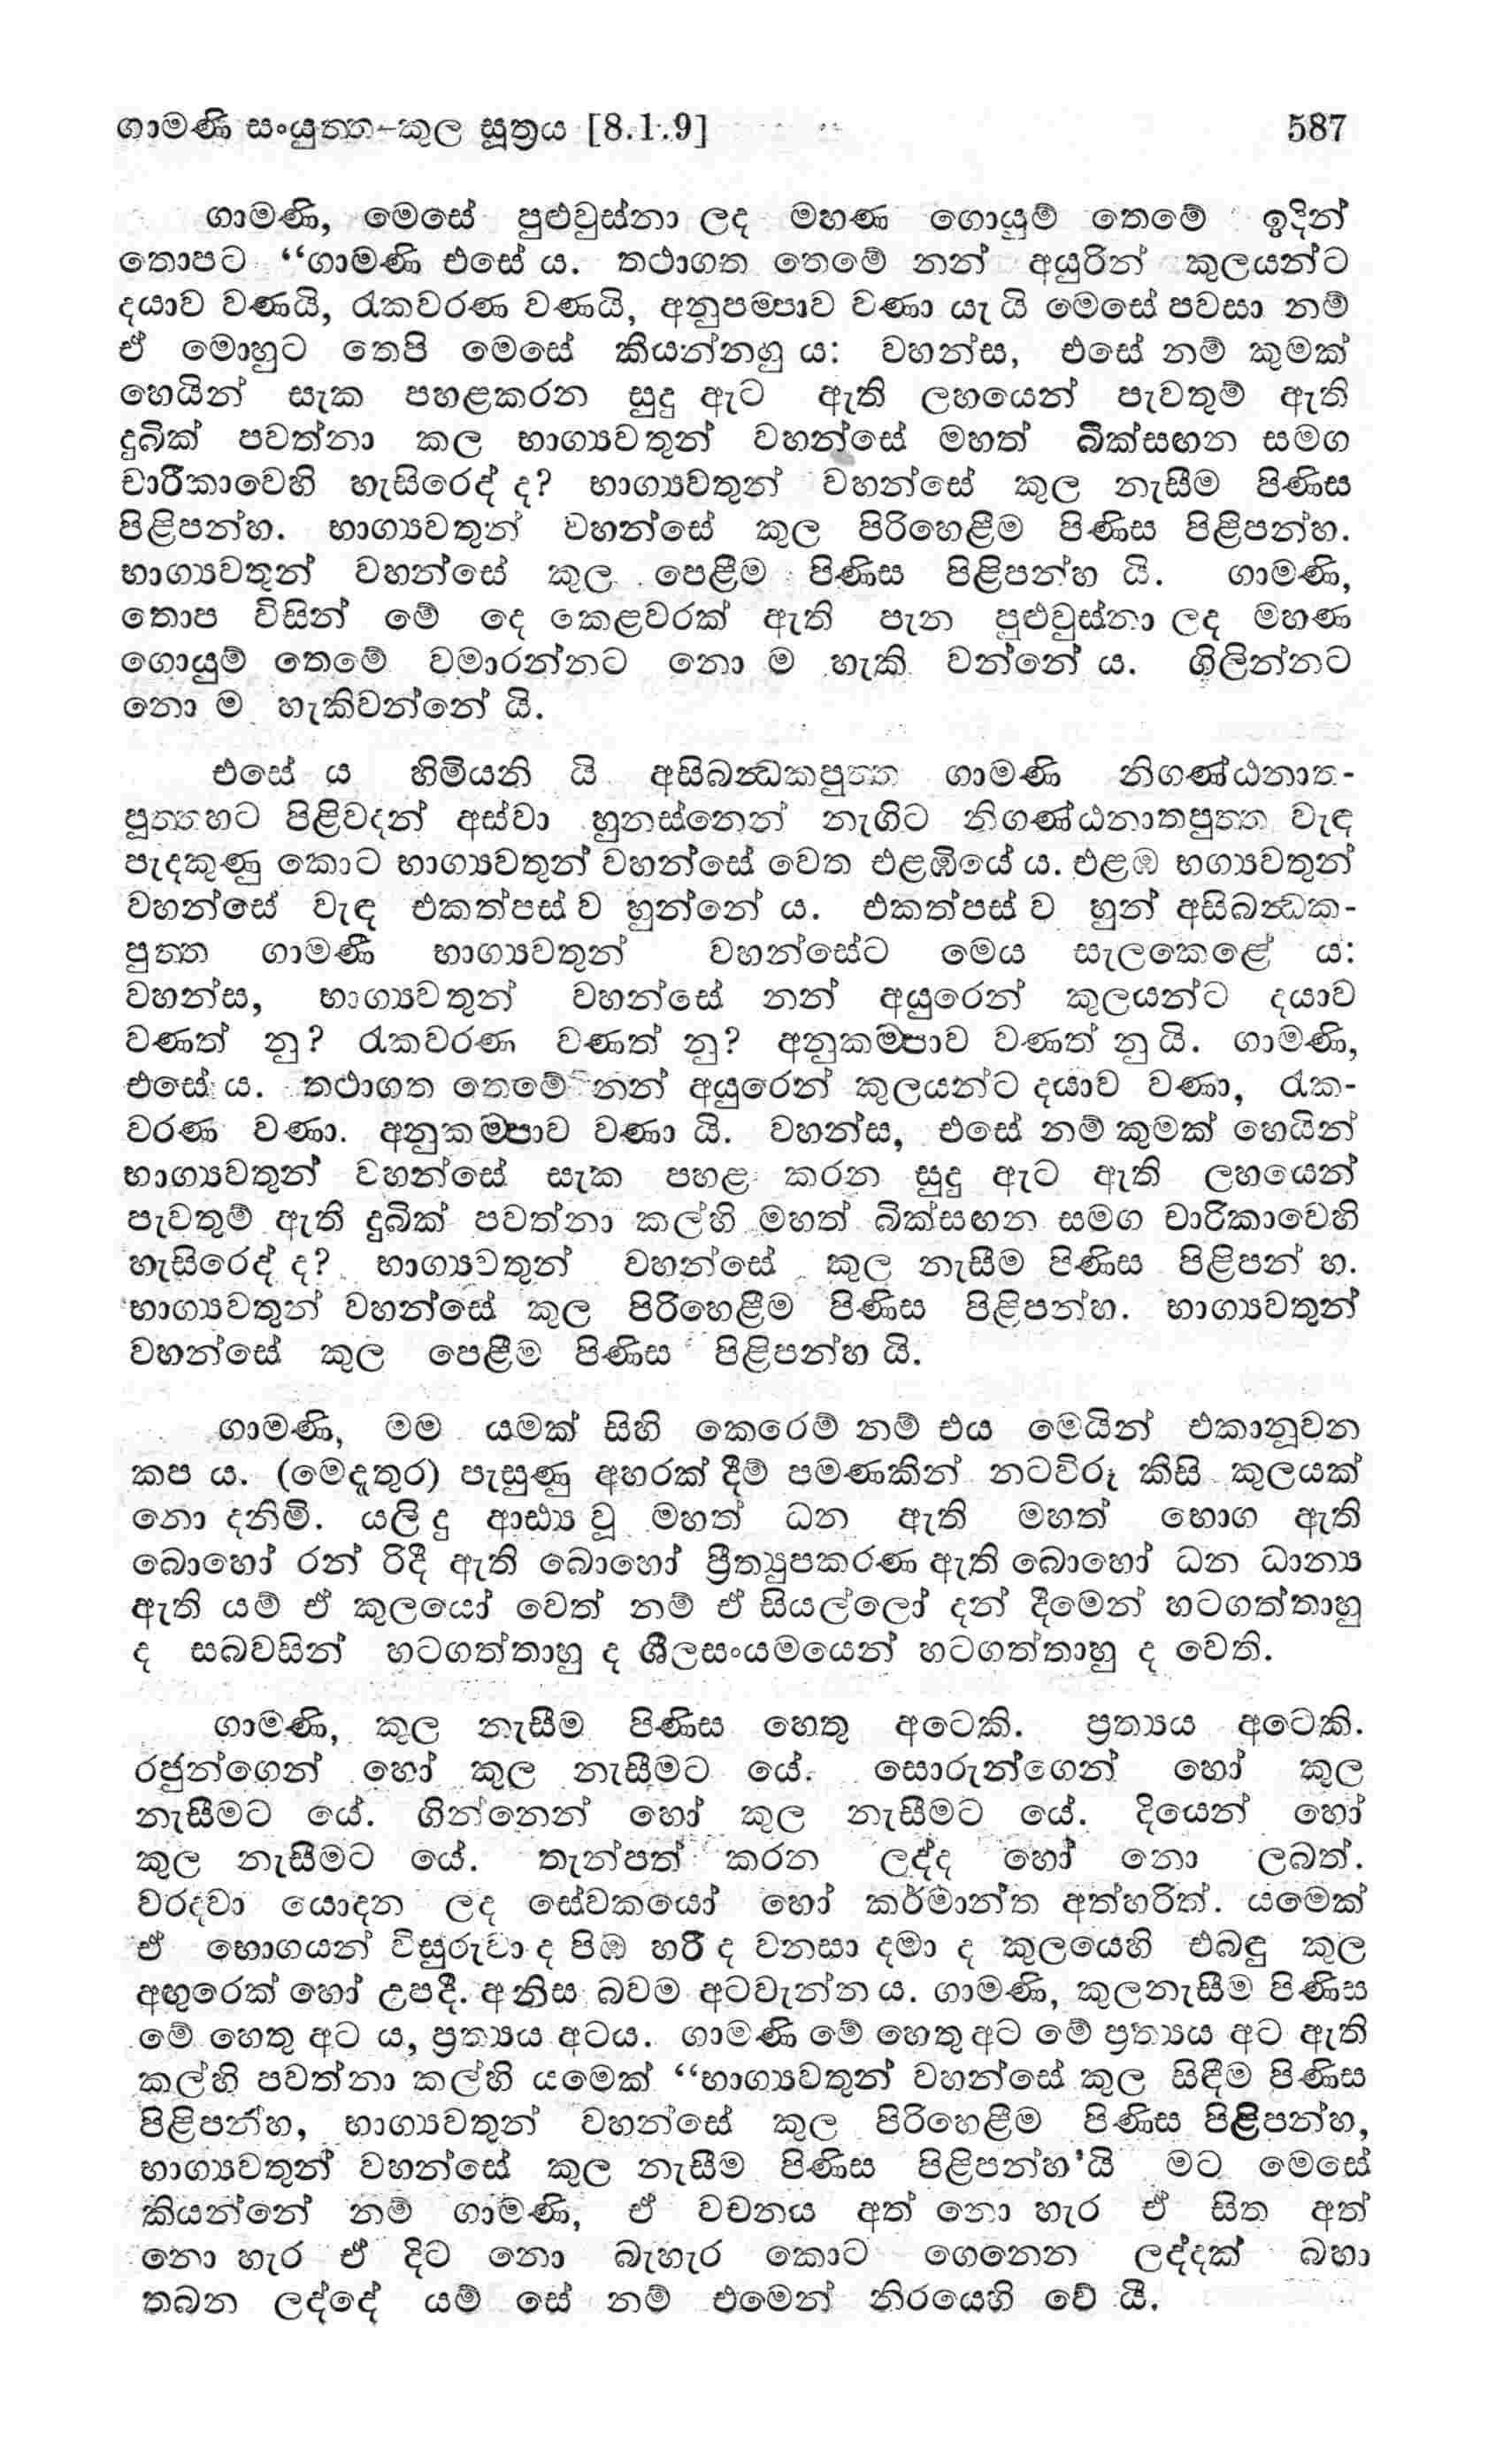 ගාමණි සංයුත්ත–කුල සූත්‍රය [8.1.9] 587
ගාමණි, මෙසේ පුළුවුස්නා ලද මහණ ගොයුම් තෙමේ ඉදින්
තොපට “ගාමණි එසේ ය. තථාගත තෙමේ නන් අයුරින් කුලයන්ට
දයාව වණයි, රැකවරණ වණයි, අනුපම්පාව වණා යැ යි මෙසේ පවසා නම්
ඒ මොහුට තෙපි මෙසේ කියන්නහු ය: වහන්ස, එසේ නම් කුමක්
හෙයින් සැක පහළකරන සුදු ඇට ඇති ලහයෙන් පැවතුම් ඇති
දුබික් පවත්නා කල භාග්‍යවතුන් වහන්සේ මහත් බික්සඟන සමග
චාරිකාවෙහි හැසිරෙද් ද? භාග්‍යවතුන් වහන්සේ කුල නැසීම පිණිස
පිළිපන්හ. භාග්‍යවතුන් වහන්සේ කුල පිරිහෙළීම පිණිස පිළිපන්හ.
භාග්‍යවතුන් වහන්සේ කුල පෙළීම පිණිස පිළිපන්හ යි. ගාමණි,
තොප විසින් මේ දෙ කෙළවරක් ඇති පැන පුළුවුස්නා ලද මහණ
ගොයුම් තෙමේ වමාරන්නට නො ම හැකි වන්නේ ය. ගිලින්නට
නො ම හැකිවන්නේ යි.
එසේ ය හිමියනි යි අසිබන්ධකපුත්ත ගාමණි නිගණ්ඨනාත-
පුත්තහට පිළිවදන් අස්වා හුනස්නෙන් නැගිට නිගණ්ඨනාතපුත්ත වැඳ
පැදකුණු කොට භාග්‍යවතුන් වහන්සේ වෙත එළඹියේ ය. එළඹ භග්‍යවතුන්
වහන්සේ වැඳ එකත්පස් ව හුන්නේ ය. එකත්පස් ව හුන් අසිබන්ධක-
පුත්ත ගාමණී භාග්‍යවතුන් වහන්සේට මෙය සැලකෙළේ ය:
වහන්ස, භාග්‍යවතුන් වහන්සේ නන් අයුරෙන් කුලයන්ට දයාව
වණත් නු? රැකවරණ වණත් නු? අනුකම්පාව වණත් නු යි. ගාමණි,
එසේ ය. තථාගත තෙමේ නන් අයුරෙන් කුලයන්ට දයාව වණා, රැක-
වරණ වණා. අනුකම්පාව වණා යි. වහන්ස, එසේ නම් කුමක් හෙයින්
භාග්‍යවතුන් වහන්සේ සැක පහළ කරන සුදු ඇට ඇති ලහයෙන්
පැවතුම් ඇති දුබික් පවත්නා කල්හි මහත් බික්සඟන සමග චාරිකාවෙහි
හැසිරෙද් ද? භාග්‍යවතුන් වහන්සේ කුල නැසීම පිණිස පිළිපන් හ.
භාග්‍යවතුන් වහන්සේ කුල පිරිහෙළීම පිණිස පිළිපන්හ. භාග්‍යවතුන්
වහන්සේ කුල පෙළීම පිණිස පිළිපන්හ යි.
ගාමණි, මම යමක් සිහි කෙරෙම් නම් එය මෙයින් එකානූවන
කප ය. (මෙදැතුර) පැසුණු අහරක් දීම් පමණකින් නටවිරූ කිසි කුලයක්
නො දනිමි. යලි දු ආඪ්‍ය වූ මහත් ධන ඇති මහත් භොග ඇති
බොහෝ රන් රිදී ඇති බොහෝ ප්‍රීත්‍යුපකරණ ඇති බොහෝ ධන ධාන්‍ය
ඇති යම් ඒ කුලයෝ වෙත් නම් ඒ සියල්ලෝ දන් දීමෙන් හටගත්තාහු
ද සබවසින් හටගත්තාහු ද ශීලසංයමයෙන් හටගත්තාහු ද වෙති.
ගාමණි, කුල නැසීම පිණිස හෙතු අටෙකි. ප්‍රත්‍යය අටෙකි.
රජුන්ගෙන් හෝ කුල නැසීමට යේ. සොරුන්ගෙන් හෝ කුල
නැසීමට යේ. ගින්නෙන් හෝ කුල නැසීමට යේ. දියෙන් හෝ
කුල නැසීමට යේ. තැන්පත් කරන ලද්ද හෝ නො ලබත්.
වරදවා යොදන ලද සේවකයෝ හෝ කර්මාන්ත අත්හරිත්. යමෙක්
ඒ භොගයන් විසුරුවා ද පිඹ හරී ද වනසා දමා ද කුලයෙහි එබඳු කුල
අඟුරෙක් හෝ උපදී. අනිස බවම අටවැන්න ය. ගාමණි, කුලනැසීම පිණිස
මේ හෙතු අට ය, ප්‍රත්‍යය අටය. ගාමණි මේ හෙතු අට මේ ප්‍රත්‍යය අට ඇති
කල්හි පවත්නා කල්හි යමෙක් “භාග්‍යවතුන් වහන්සේ කුල සිඳීම පිණිස
පිළිපන්හ, භාග්‍යවතුන් වහන්සේ කුල පිරිහෙළීම පිණිස පිළිපන්හ,
භාග්‍යවතුන් වහන්සේ කුල නැසීම පිණිස පිළිපන්හ’යි මට මෙසේ
කියන්නේ නම් ගාමණි, ඒ වචනය අත් නො හැර ඒ සිත අත්
නො හැර ඒ දිට නො බැහැර කොට ගෙනෙන ලද්දක් බහා
තබන ලද්දේ යම් සේ නම් එමෙන් නිරයෙහි වේ යී.